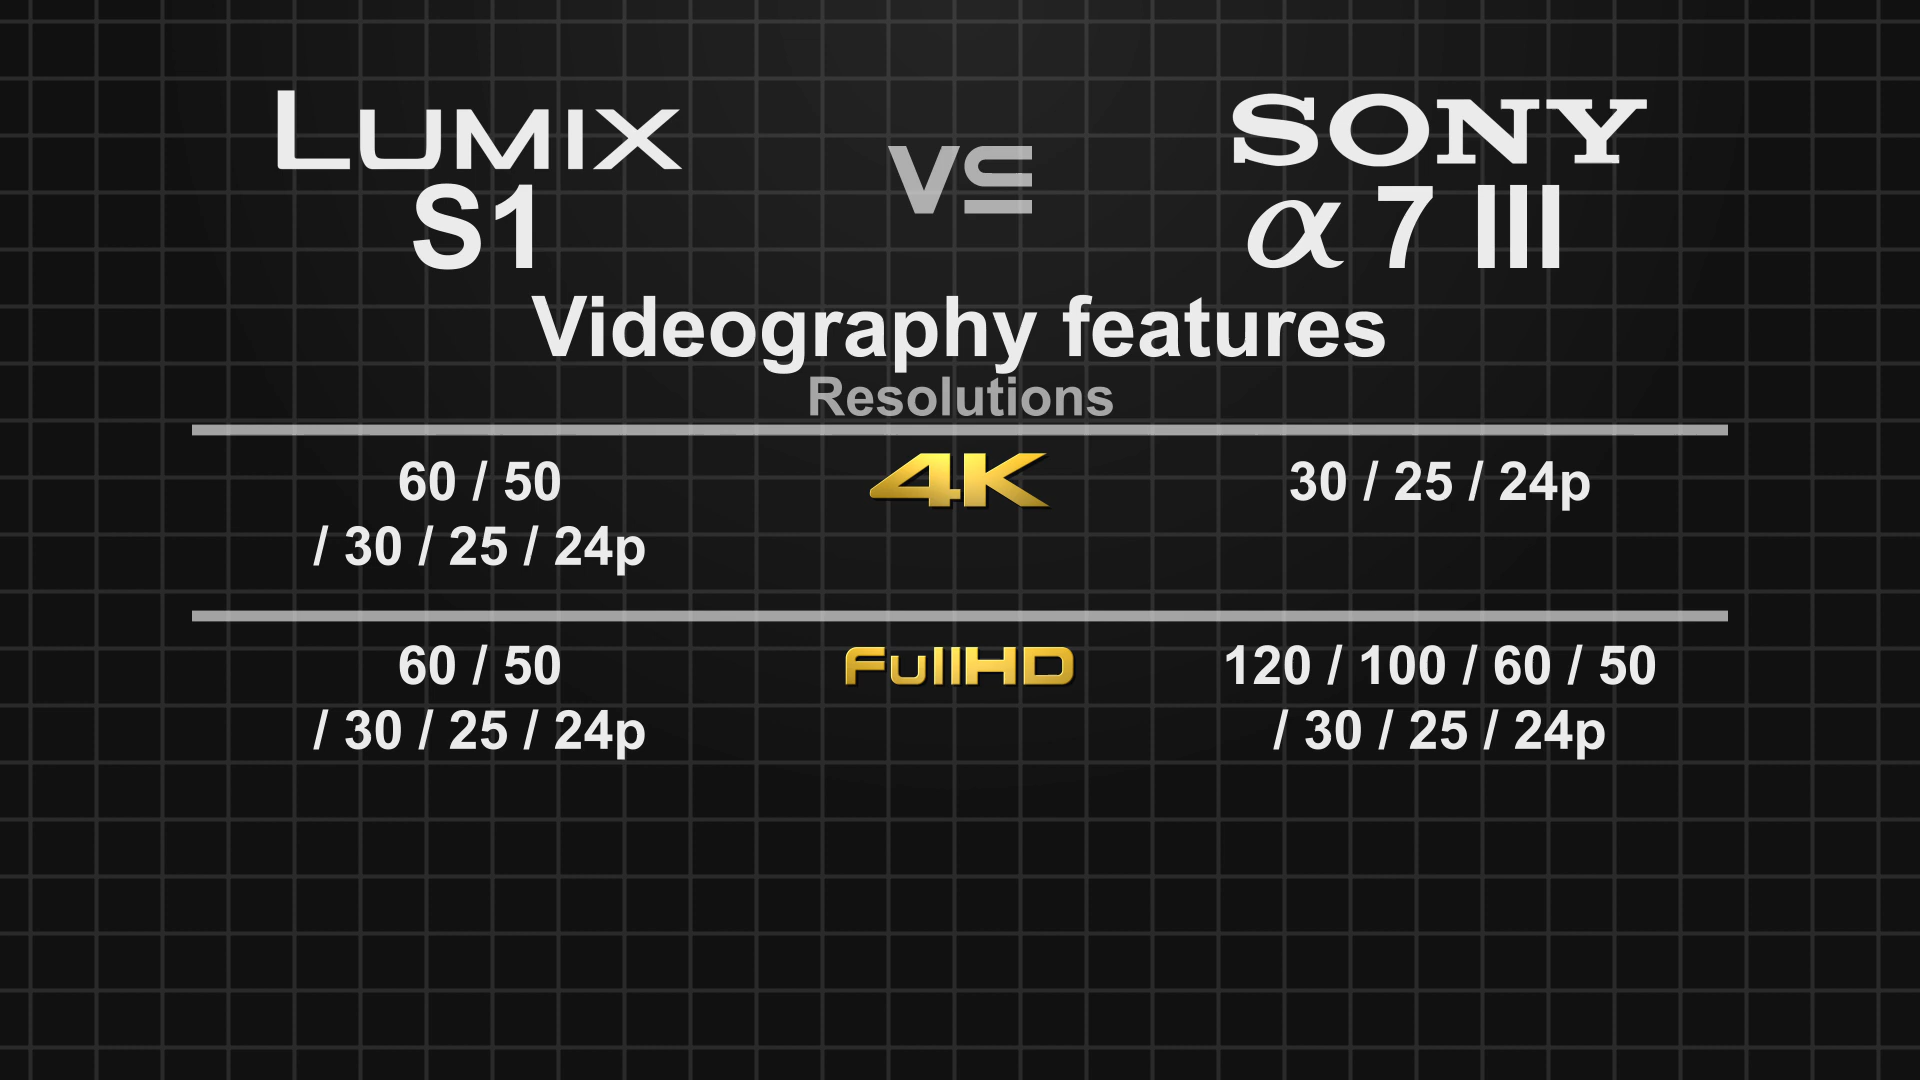 LUMIX
S1
VS
SONY
α 7 III
Videography features
Resolutions
60 / 50
/ 30 / 25 / 24p
4K
30 / 25 / 24p
60 / 50
/ 30 / 25 / 24p
FullHD
120 / 100 / 60 / 50
/ 30 / 25 / 24p